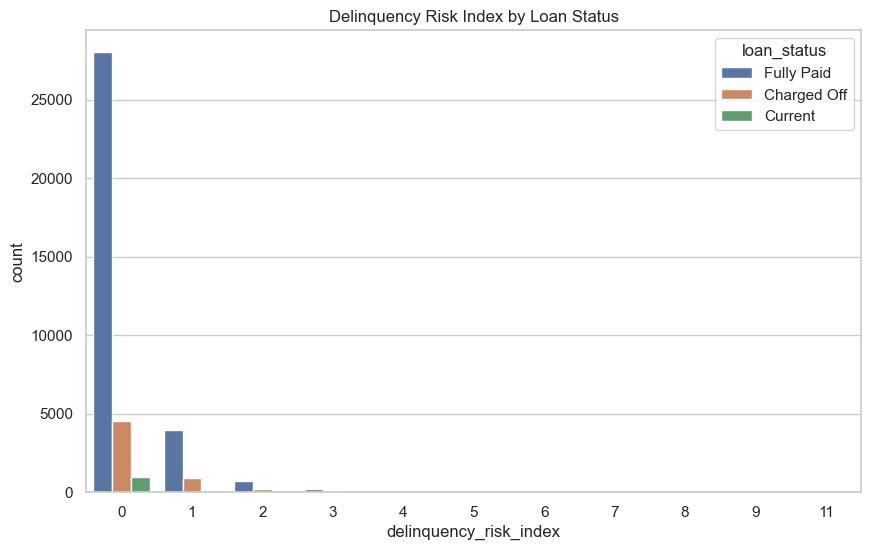 Delinquency Risk Index by Loan Status
loan_status
Fully Paid
Charged Off
Current
25000
20000
15000
10000
5000
0
count
0 1 2 3 4 5 6 7 8 9 11
delinquency_risk_index